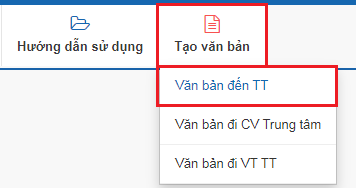 Hướng dẫn sử dụng
Tạo văn bản
Văn bản đến TT
Văn bản đi CV Trung tâm
Văn bản đi VT TT